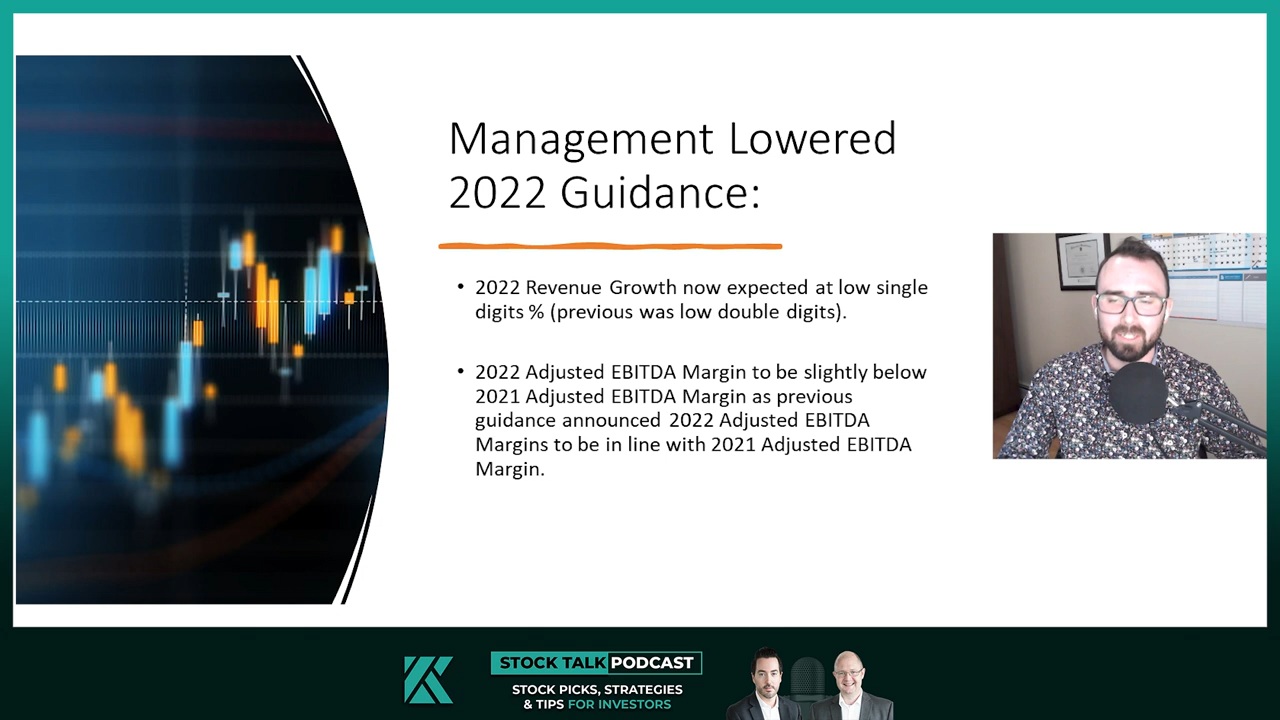 Management Lowered
2022 Guidance:
• 2022 Revenue Growth now expected at low single
digits % (previous was low double digits).
• 2022 Adjusted EBITDA Margin to be slightly below
2021 Adjusted EBITDA Margin as previous
guidance announced 2022 Adjusted EBITDA
Margins to be in line with 2021 Adjusted EBITDA
Margin.
STOCK TALK PODCAST
STOCK PICKS, STRATEGIES
& TIPS FOR INVESTORS